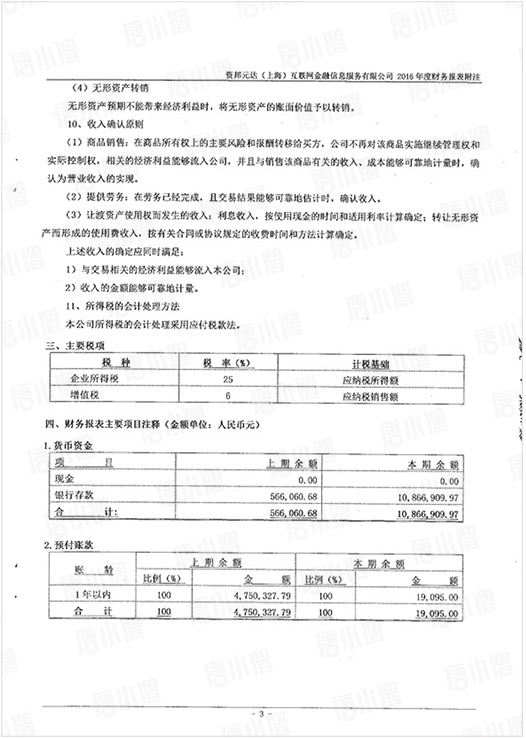 资邦元达（上海）互联网金融信息服务有限公司 2016 年度财务报表附注
（4）无形资产转销
无形资产预期不能带来经济利益时，将无形资产的账面价值予以转销。
10、收入确认原则
（1）商品销售：在商品所有权上的主要风险和报酬转移给买方，公司不再对该商品实施继续管理权和
实际控制权，相关的经济利益能够流入公司，并且与销售该商品有关的收入、成本能够可靠地计量时，确
认为营业收入的实现。
（2）提供劳务：在劳务已经完成，且交易结果能够可靠地估计时，确认收入。
（3）让渡资产使用权而发生的收入：利息收入，按使用现金的时间和适用利率计算确定；转让无形资
产而形成的使用费收入，按有关合同或协议规定的收费时间和方法计算确定。
上述收入的确定应同时满足：
1）与交易相关的经济利益能够流入本公司；
2）收入的金额能够可靠地计量。
11、所得税的会计处理方法
本公司所得税的会计处理采用应付税款法。
三、主要税项
税 种 税 率(%) 计税基础
企业所得税 25 应纳税所得额
增值税 6 应纳税销售额
四、财务报表主要项目注释（金额单位：人民币元）
1.货币资金
项 目 上期余额 本期余额
现金 0.00 0.00
银行存款 566,060.68 10,866,909.97
合 计: 566,060.68 10,866,909.97
2.预付账款
账 转 上期余额 本期余额
比例（%） 金 额 比例（%） 金 额
1年以内 100 4,750,327.79 100 19,095.00
合 计 100 4,750,327.79 100 19,095.00
- 3 -
唐小僧